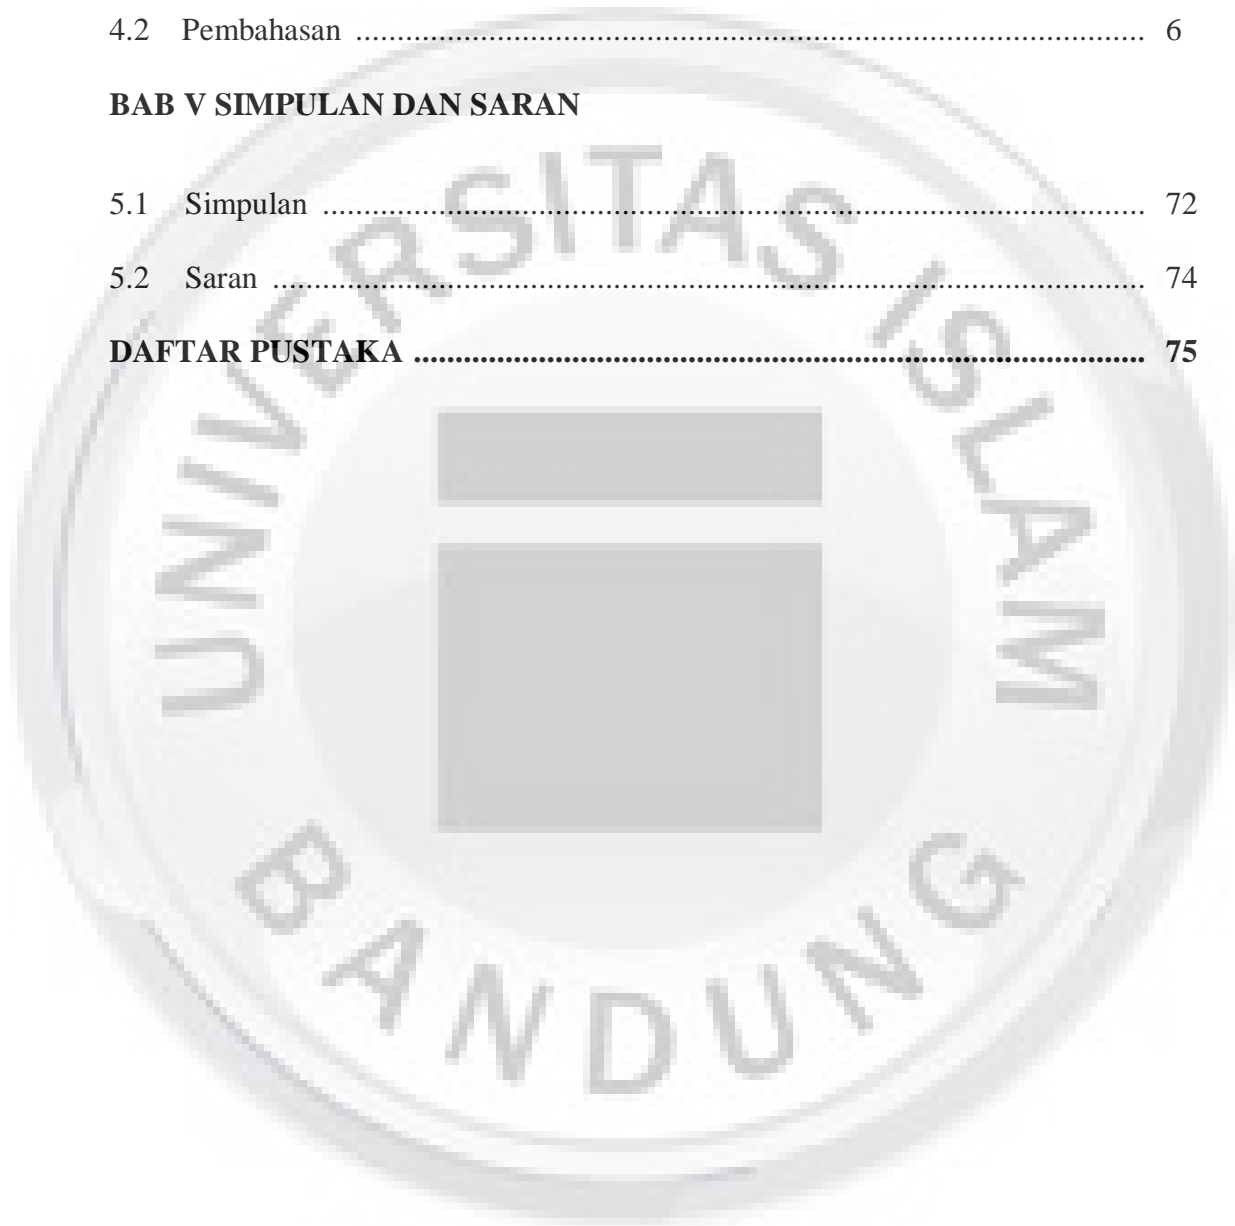 4.2 Pembahasan ........................................................................................ 6
BAB V SIMPULAN DAN SARAN
5.1 Simpulan ........................................................................................... 72
5.2 Saran ................................................................................................ 74
DAFTAR PUSTAKA ................................................................................ 75
UNIVERSITAS ISLAM
BANDUNG